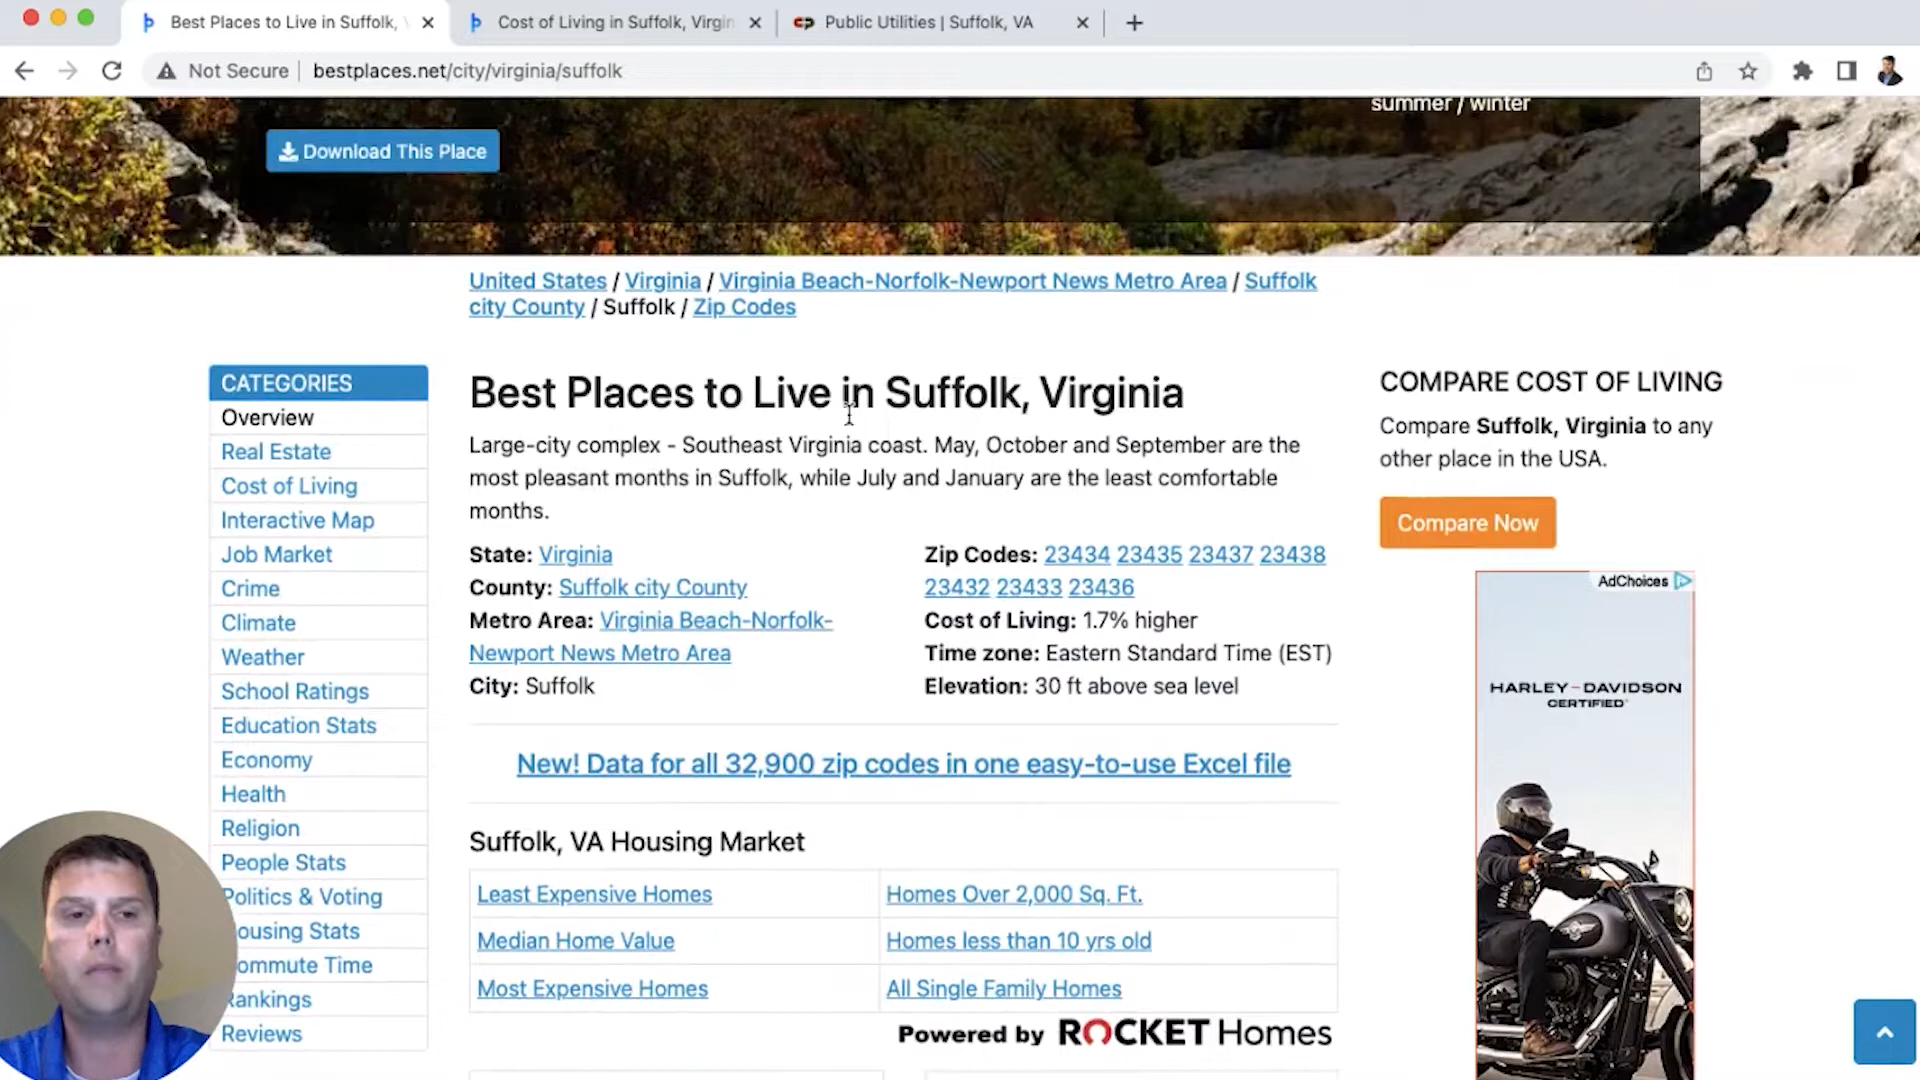 Best Places to Live in Suffolk,
Cost of Living in Suffolk, Virgin
Public Utilities | Suffolk, VA
Not Secure
bestplaces.net/city/virginia/suffolk
summer / winter
Download This Place
United States / Virginia / Virginia Beach-Norfolk-Newport News Metro Area / Suffolk
city County / Suffolk / Zip Codes
CATEGORIES
Overview
Real Estate
Cost of Living
Interactive Map
Job Market
Crime
Climate
Weather
School Ratings
Education Stats
Economy
Health
Religion
People Stats
Politics & Voting
ousing Stats
ommute Time
Rankings
Reviews
Best Places to Live in Suffolk, Virginia
Large-city complex - Southeast Virginia coast. May, October and September are the
most pleasant months in Suffolk, while July and January are the least comfortable
months.
State: Virginia
County: Suffolk city County
Metro Area: Virginia Beach-Norfolk-
Newport News Metro Area
City: Suffolk
Zip Codes: 23434 23435 23437 23438
23432 23433 23436
Cost of Living: 1.7% higher
Time zone: Eastern Standard Time (EST)
Elevation: 30 ft above sea level
New! Data for all 32,900 zip codes in one easy-to-use Excel file
Suffolk, VA Housing Market
Least Expensive Homes
Homes Over 2,000 Sq. Ft.
Median Home Value
Homes less than 10 yrs old
Most Expensive Homes
All Single Family Homes
Powered by ROCKET Homes
COMPARE COST OF LIVING
Compare Suffolk, Virginia to any
other place in the USA.
Compare Now
AdChoices
HARLEY-DAVIDSON
CERTIFIED